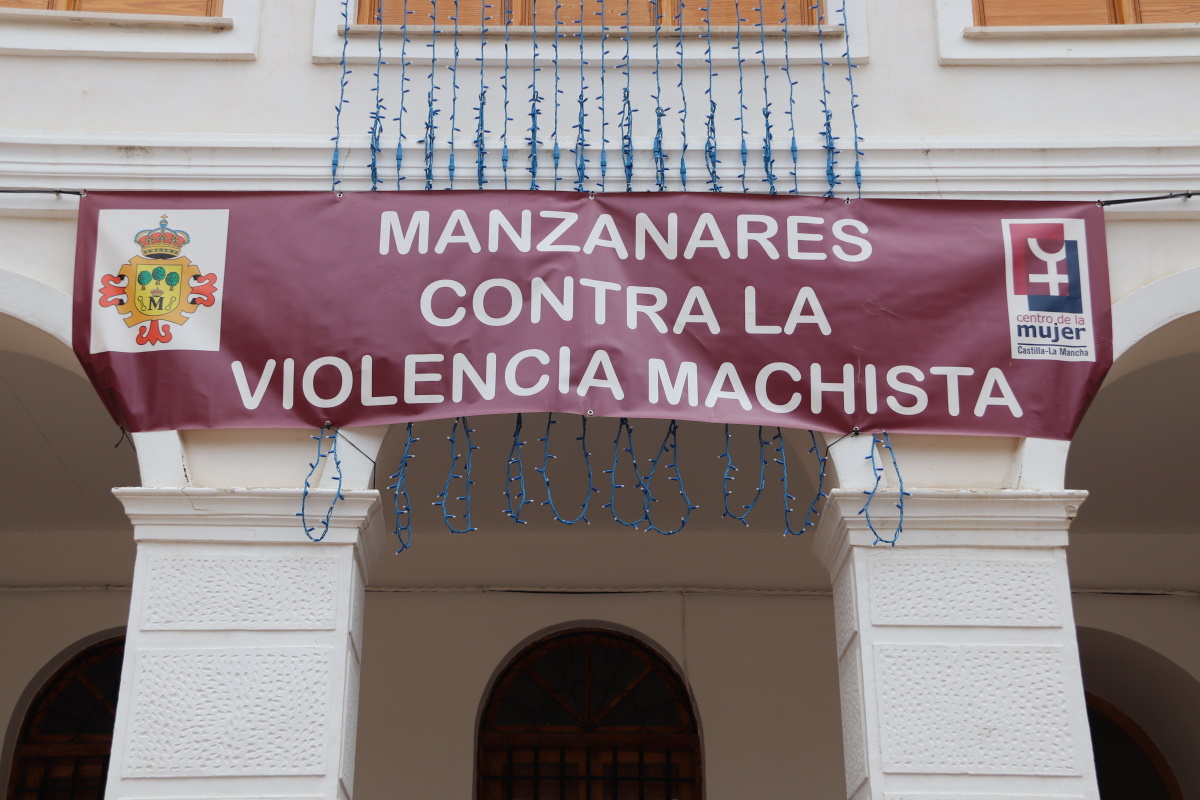 MANZANARES
CONTRA LA
VIOLENCIA MACHISTA
M
centro de la
mujer
Castilla-La Mancha